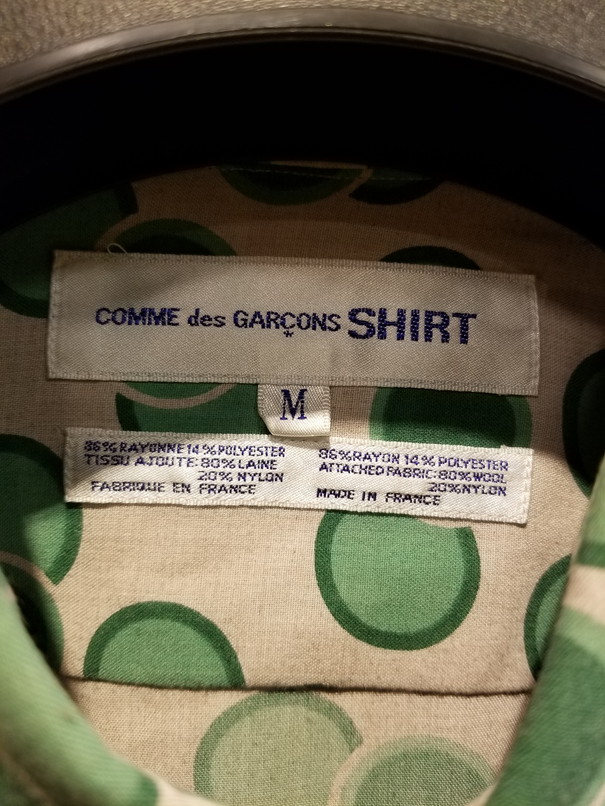 COMME des GARÇONS SHIRT
*
M
86%RAYONNE 14%POLYESTER
TISSU AJOUTE: 80%LAINE
20% NYLON
FABRIQUE EN FRANCE
86%RAYON 14% POLYESTER
ATTACHED FABRIC: 80%WOOL
20%NYLON
MADE IN FRANCE